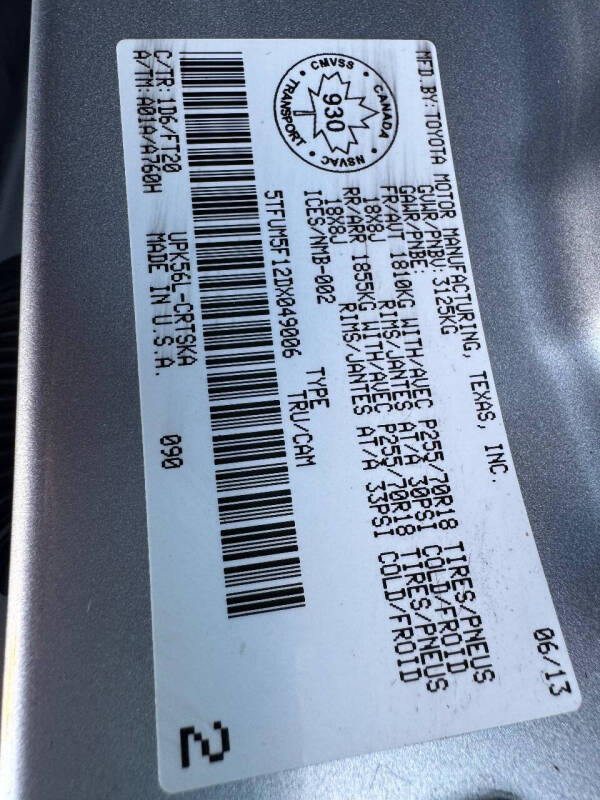 MFD.BY:TOYOTA MOTOR MANUFACTURING, TEXAS, INC. 06/13
GVWR/PNBV: 3125KG
GAWR/PNBE:
FR/AVT 1810KG WITH/AVEC P255/70R18 TIRES/PNEUS
18X8J RIMS/JANTES AT/A 30PSI COLD/FROID
RR/ARR 1855KG WITH/AVEC P255/70R18 TIRES/PNEUS
18X8J RIMS/JANTES AT/A 33PSI COLD/FROID
ICES/NMB-002 TYPE
TRU/CAM
CMVSS • CANADA • NSVAC • TRANSPORT •
930
5TFUM5F12DX049006
C/TR: 1D6/FT20 UPK56L-CRTSKA 090
A/TM: A01A/A760H MADE IN U.S.A.
2